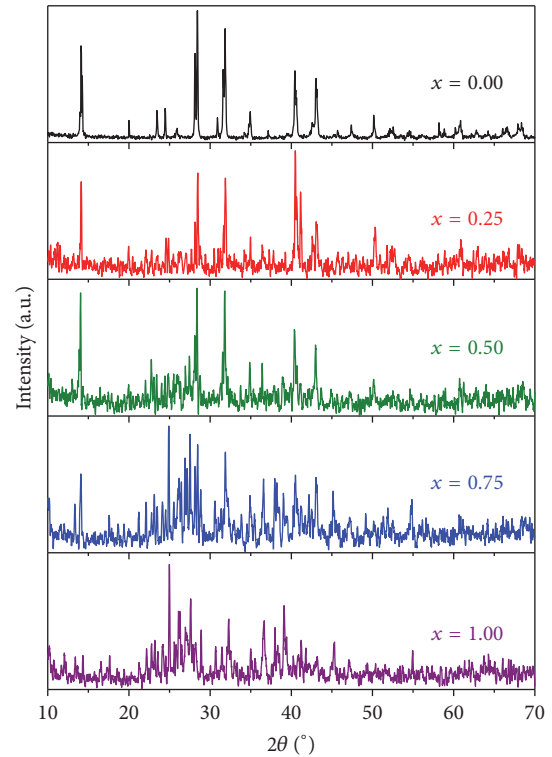 x = 0.00
x = 0.25
x = 0.50
x = 0.75
x = 1.00
Intensity (a.u.)
10 20 30 40 50 60 70
2θ (°)